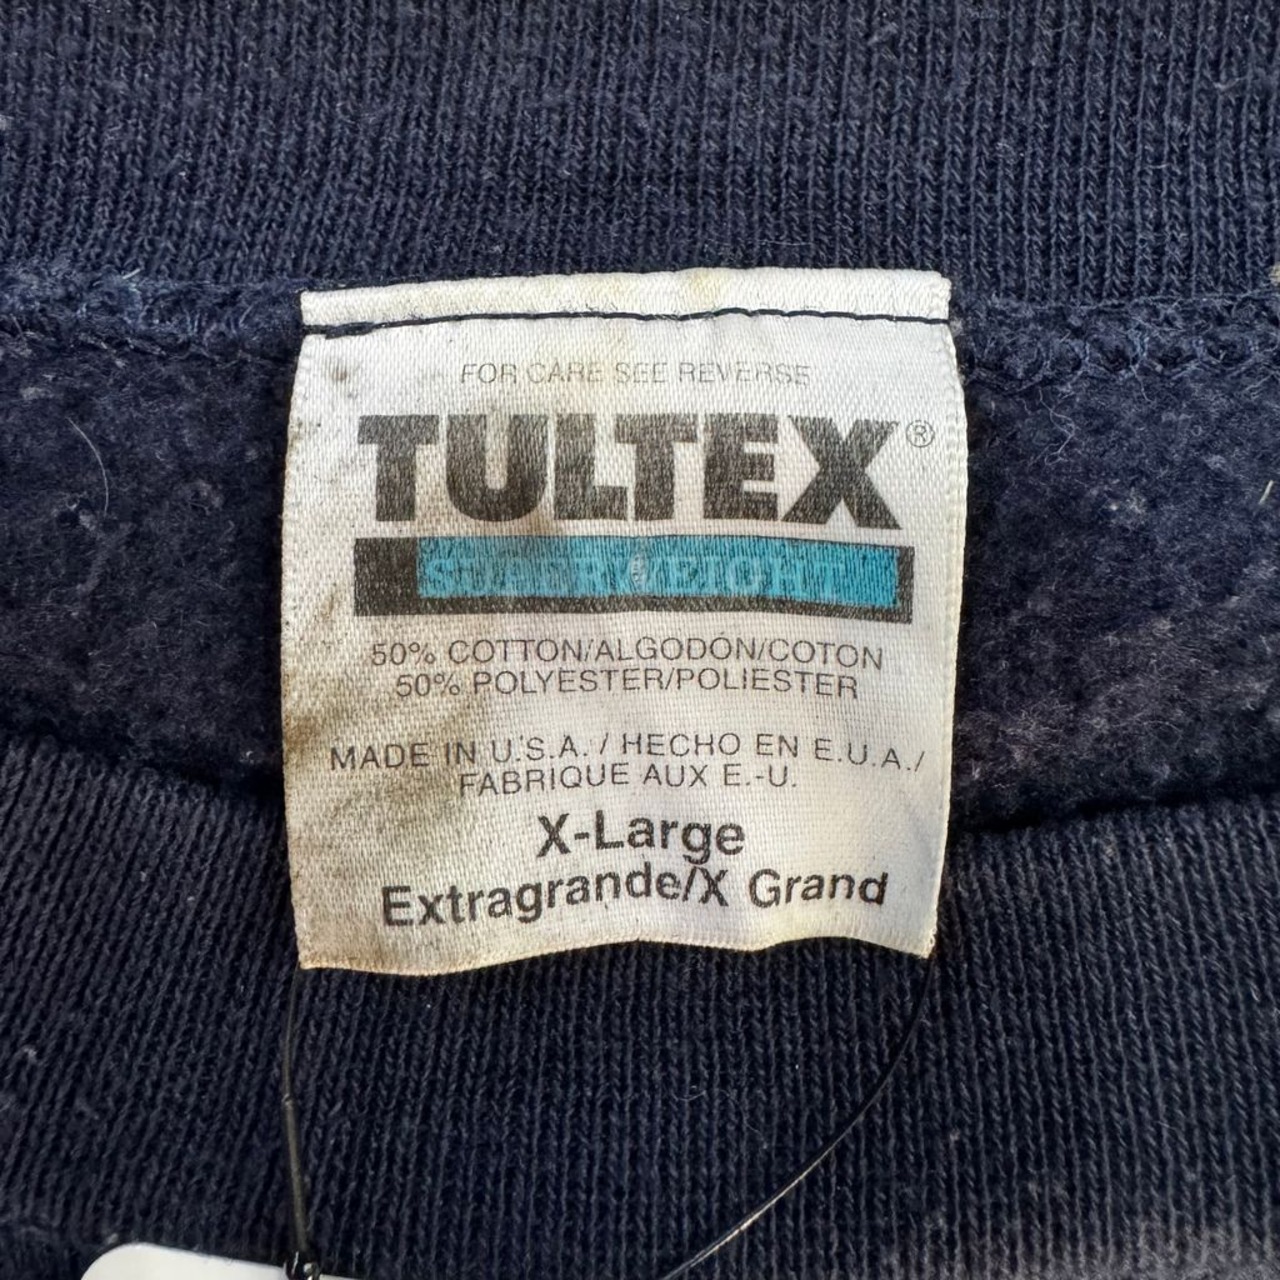 FOR CARE SEE REVERSE
TULTEX®
SUPERWEIGHT
50% COTTON/ALGODÓN/COTON
50% POLYESTER/POLIESTER
MADE IN U.S.A. / HECHO EN E.U.A./
FABRIQUE AUX E.-U.
X-Large
Extragrande/X Grand